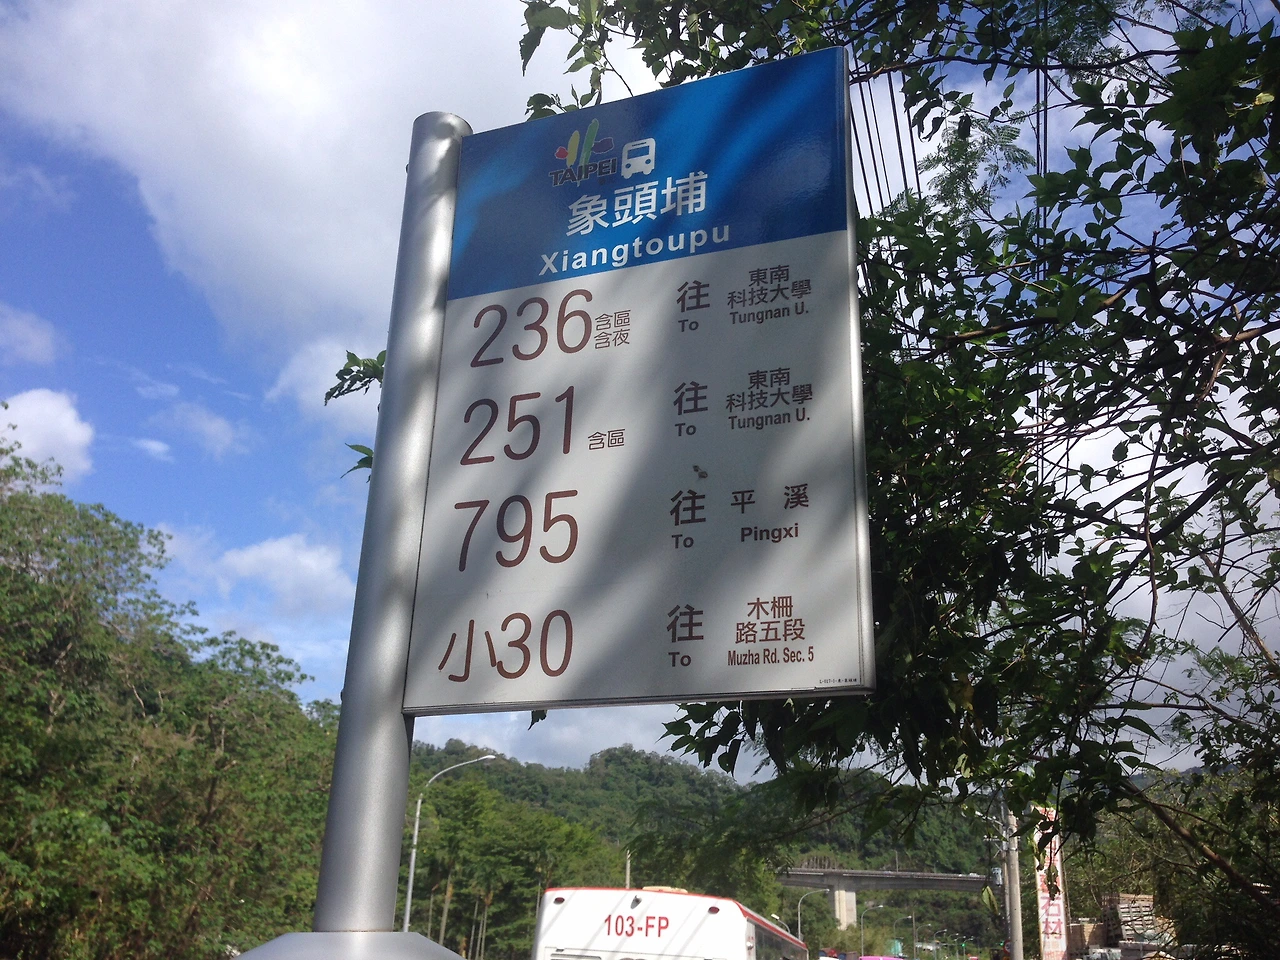 TAIPEI
象頭埔
Xiangtoupu
236 含區 含夜 往 To 東南 科技大學 Tungnan U.
251 含區 往 To 東南 科技大學 Tungnan U.
795 往 To 平溪 Pingxi
小30 往 To 木柵 路五段 Muzha Rd. Sec. 5
103-FP
石材